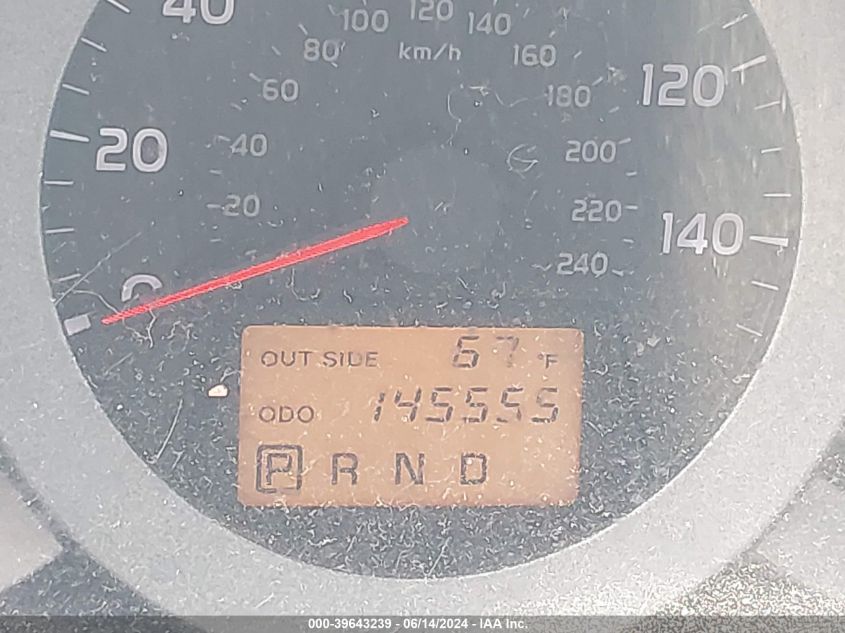 40
100 120 140
80 km/h 160
60 180 120
20 40 200
20 220 140
0 240
OUT SIDE 67 °F
ODO 145555
P R N D
000-39643239 - 06/14/2024 - IAA Inc.